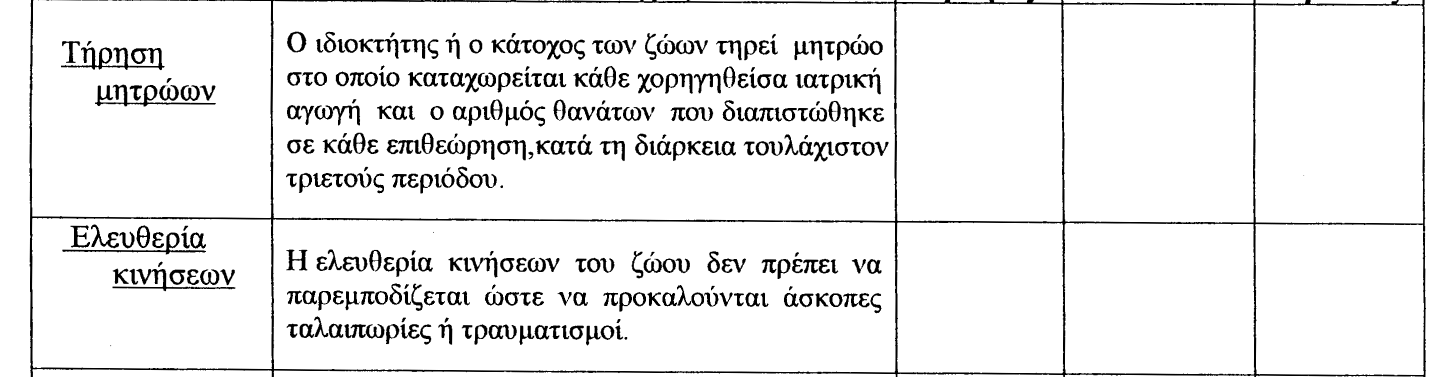 Τήρηση
μητρώων
Ο ιδιοκτήτης ή ο κάτοχος των ζώων τηρεί μητρώο
στο οποίο καταχωρείται κάθε χορηγηθείσα ιατρική
αγωγή και ο αριθμός θανάτων που διαπιστώθηκε
σε κάθε επιθεώρηση,κατά τη διάρκεια τουλάχιστον
τριετούς περιόδου.
Ελευθερία
κινήσεων
Η ελευθερία κινήσεων του ζώου δεν πρέπει να
παρεμποδίζεται ώστε να προκαλούνται άσκοπες
ταλαιπωρίες ή τραυματισμοί.